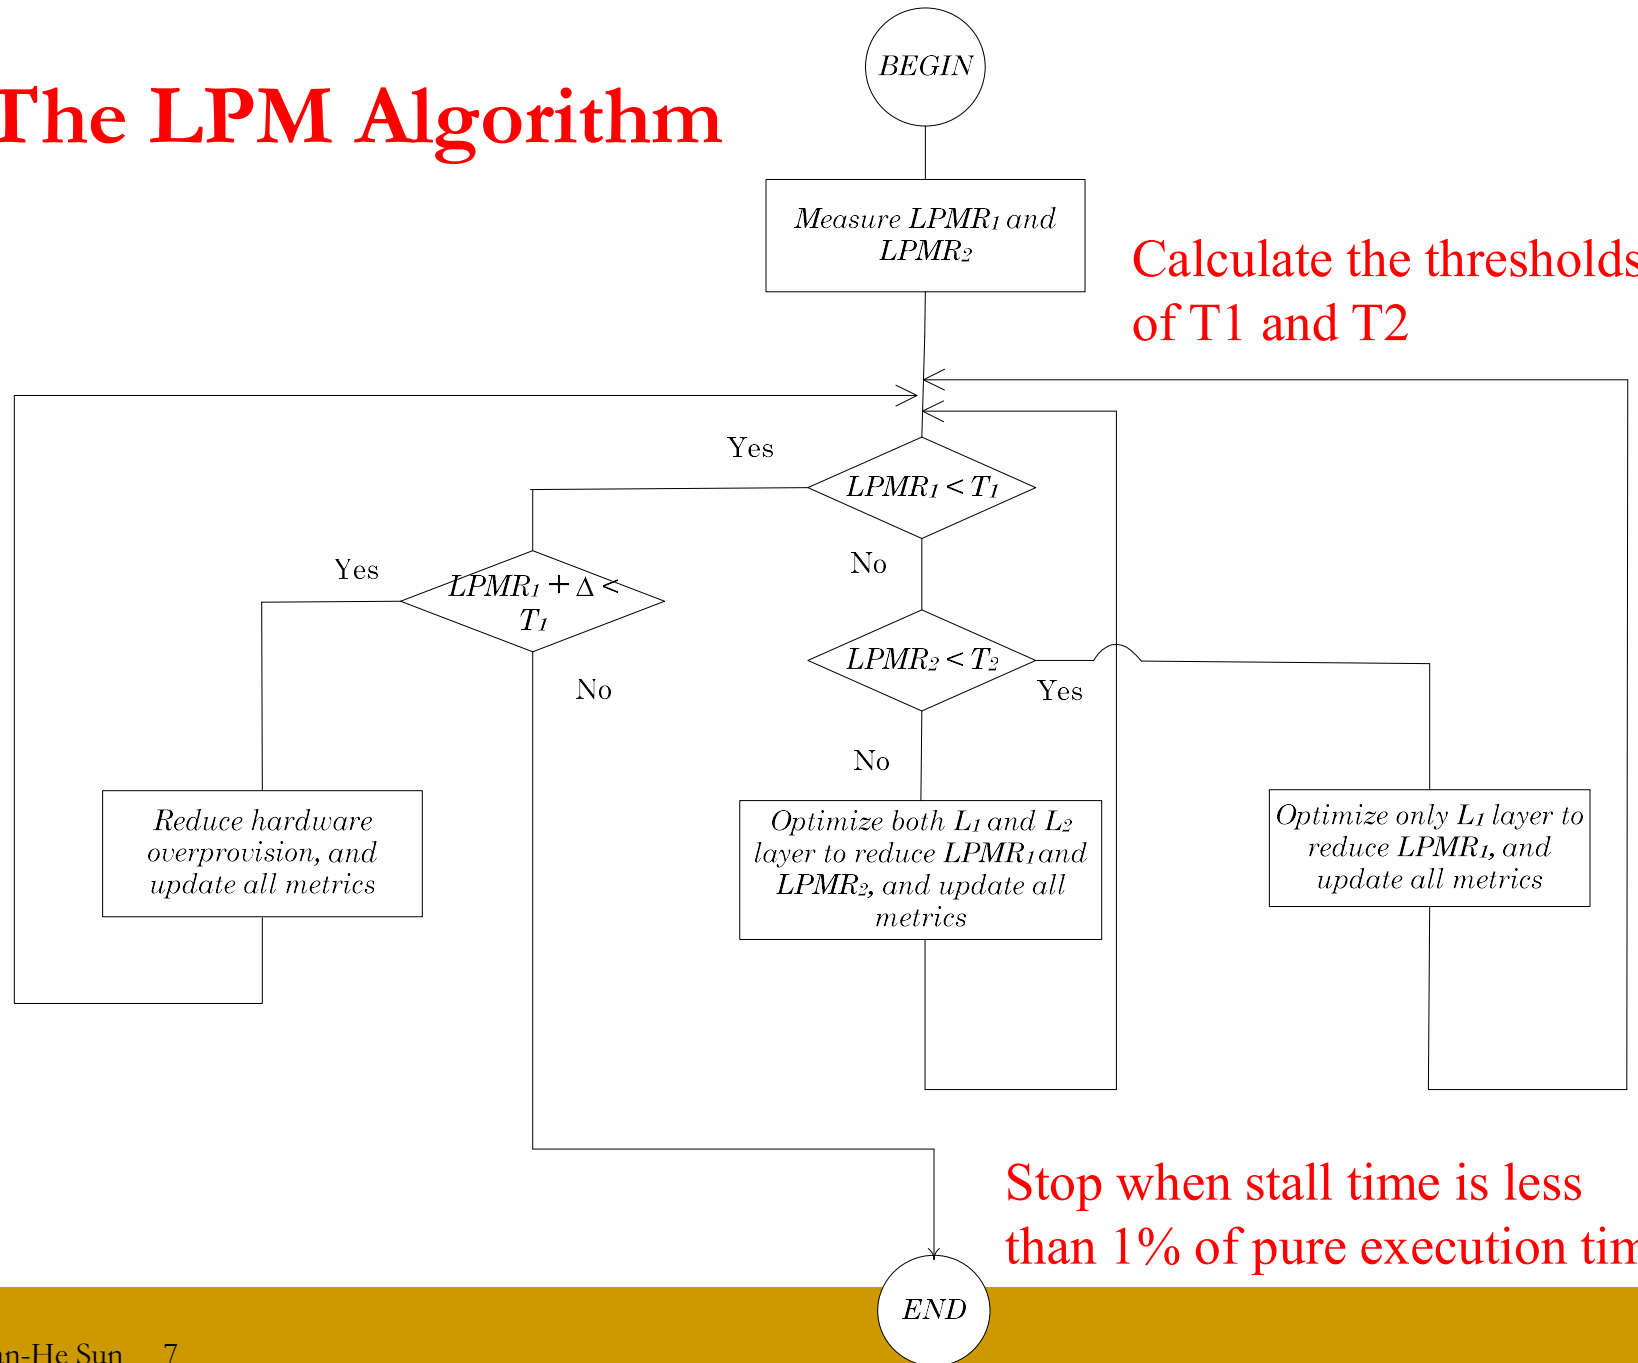 BEGIN
The LPM Algorithm
Measure LPMR1 and
LPMR2
Calculate the thresholds
of T1 and T2
Yes
LPMR1 < T1
No
Yes
LPMR1 + Δ <
T1
No
LPMR2 < T2
Yes
No
Reduce hardware
overprovision, and
update all metrics
Optimize both L1 and L2
layer to reduce LPMR1 and
LPMR2, and update all
metrics
Optimize only L1 layer to
reduce LPMR1, and
update all metrics
Stop when stall time is less
than 1% of pure execution
END
Sun 7